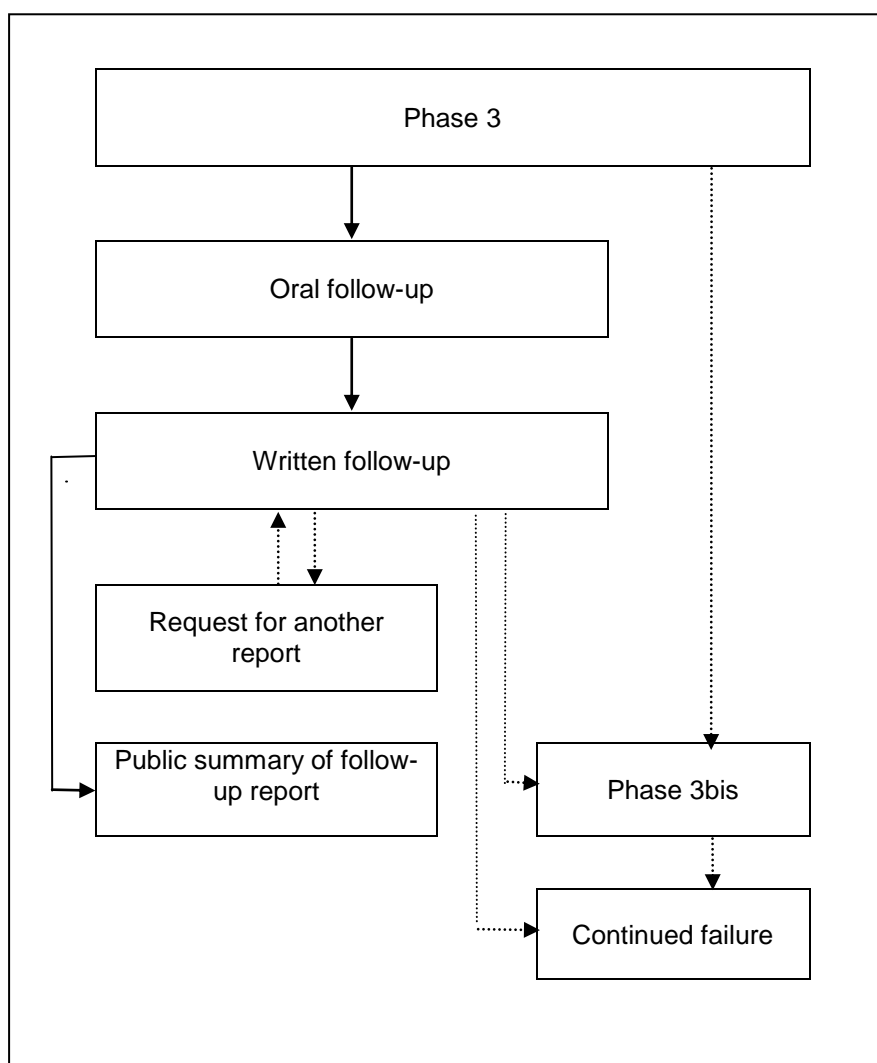 Phase 3
Oral follow-up
Written follow-up
Request for another
report
Public summary of follow-
up report
Phase 3bis
Continued failure